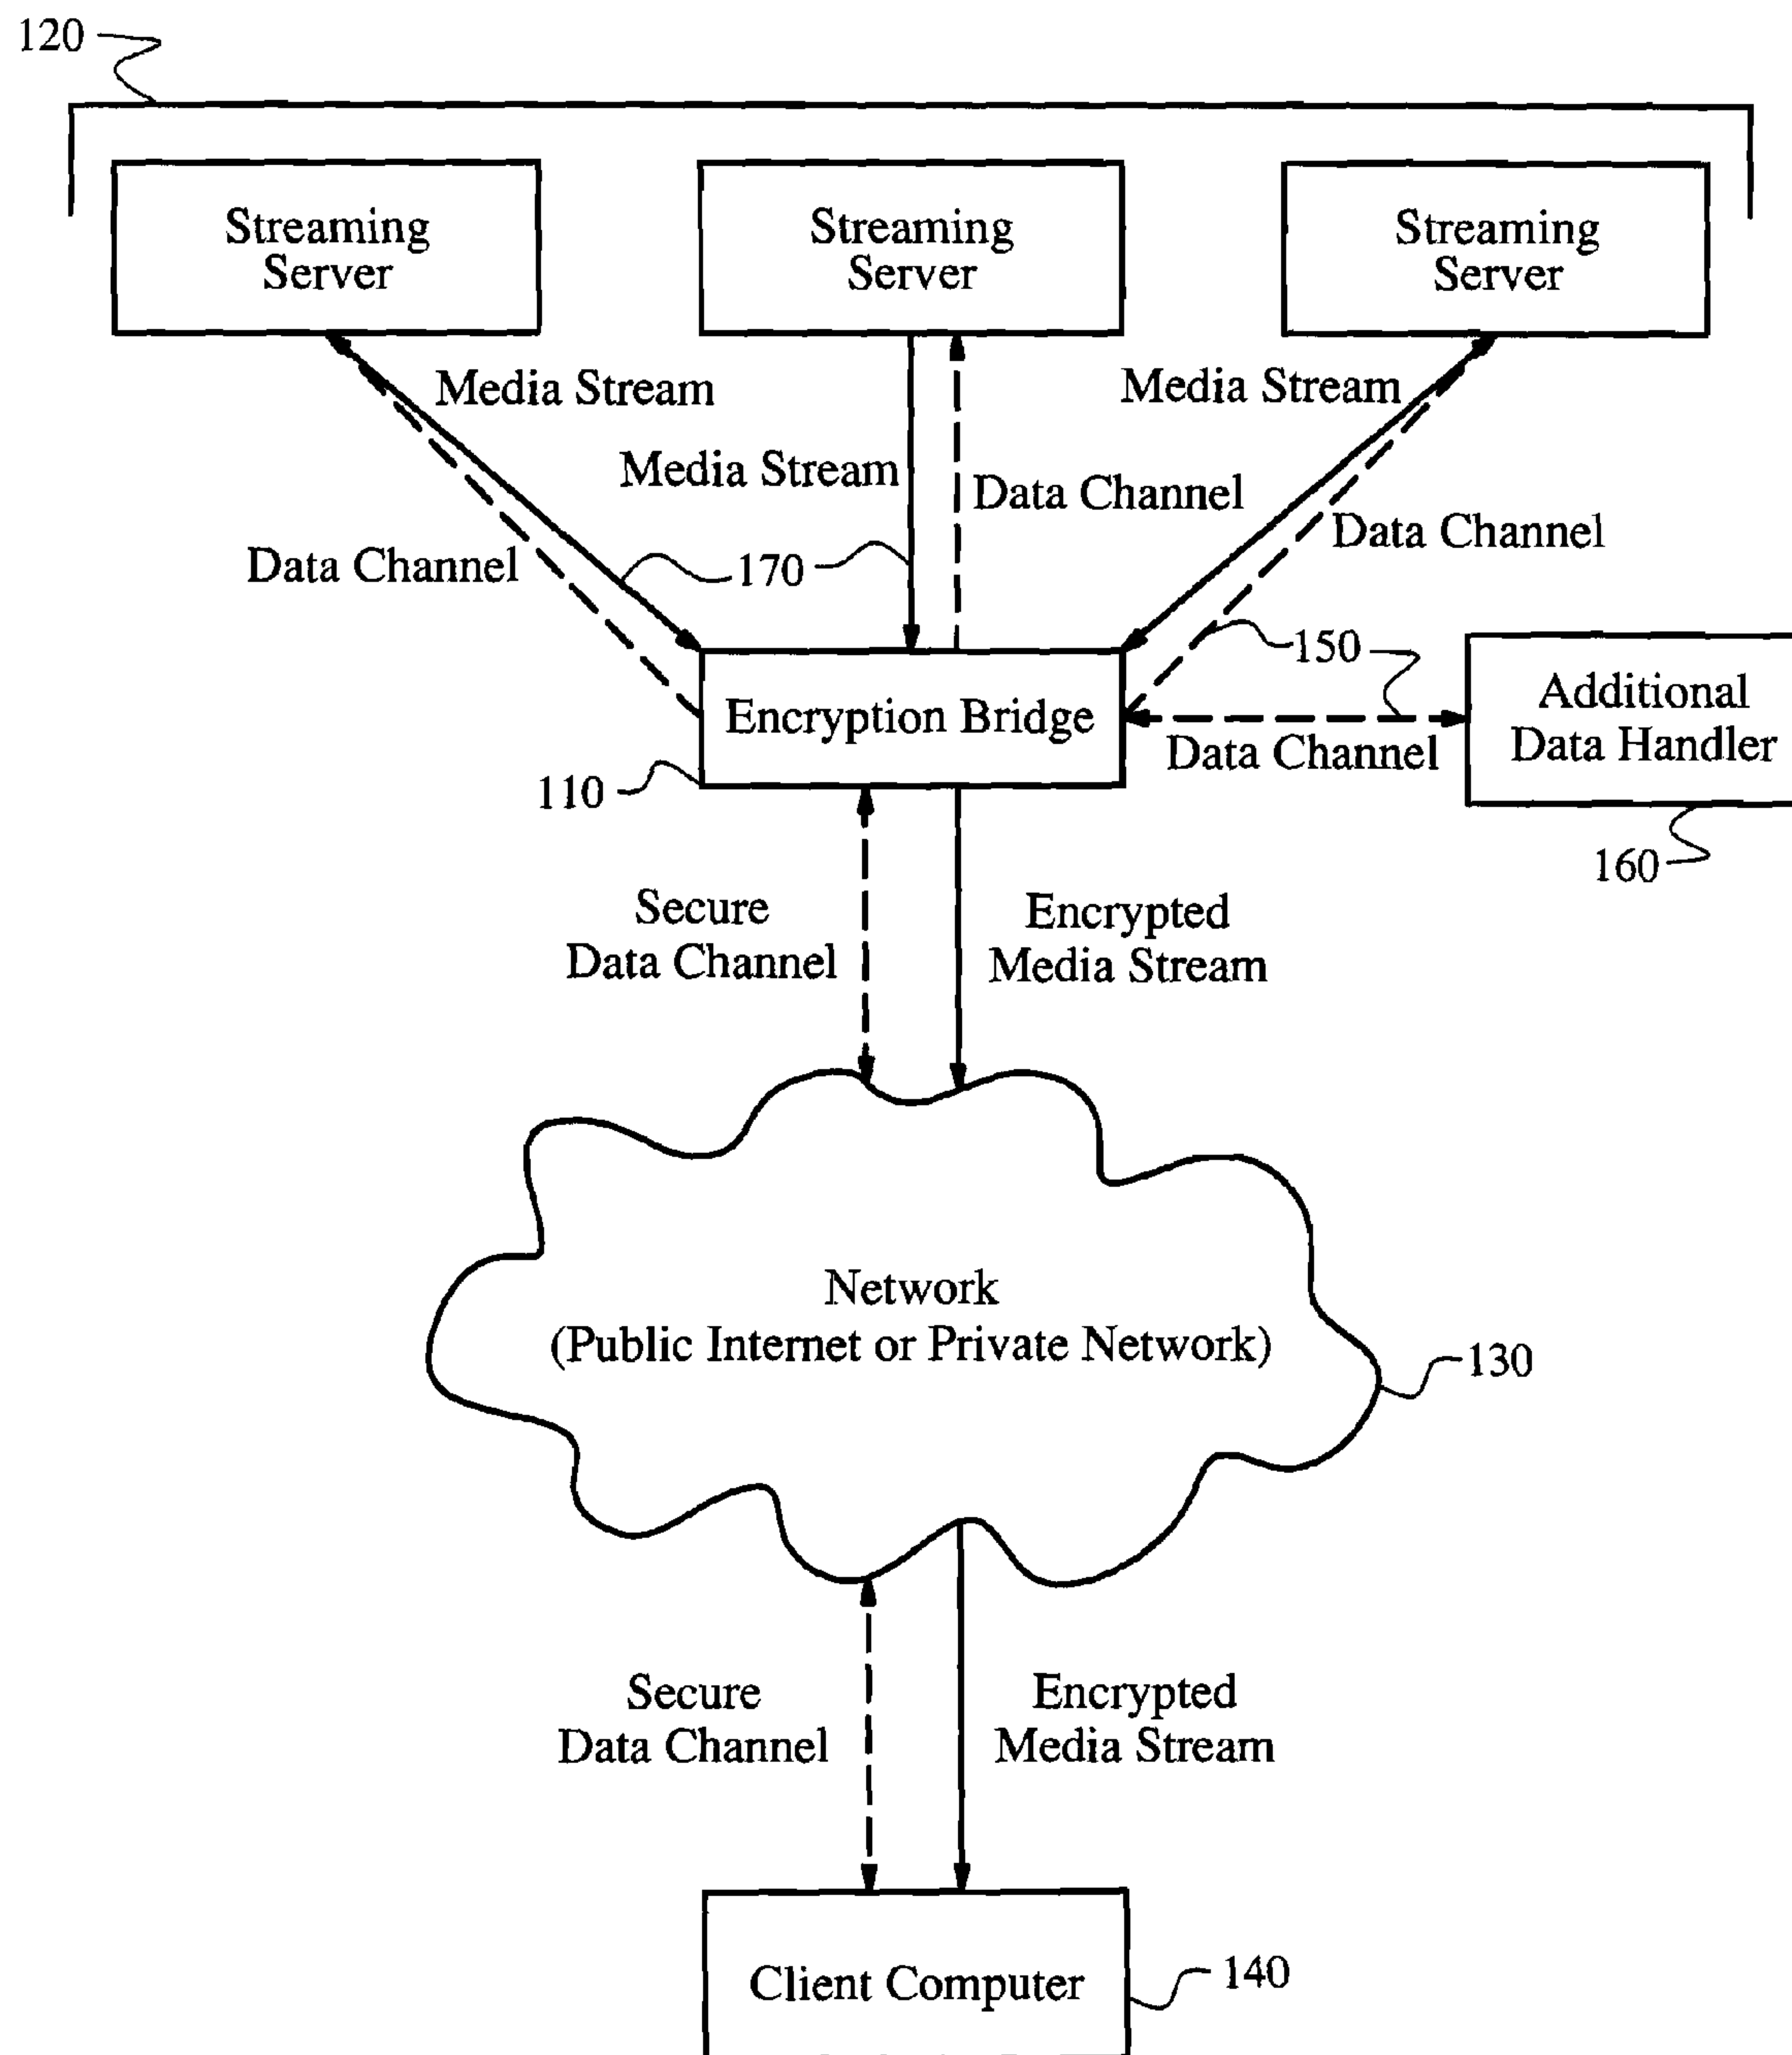 120
Streaming
Server
Streaming
Server
Streaming
Server
Media Stream
Media Stream
Media Stream
Data Channel
Data Channel
Data Channel
170
150
Encryption Bridge
Additional
Data Handler
Data Channel
110
160
Secure
Data Channel
Encrypted
Media Stream
Network
(Public Internet or Private Network)
130
Secure
Data Channel
Encrypted
Media Stream
Client Computer
140